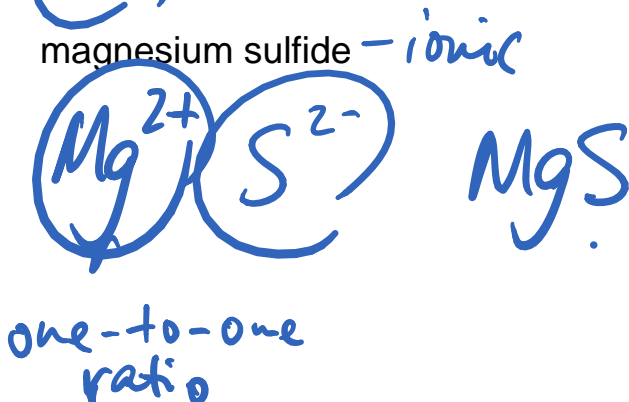 magnesium sulfide – ionic
Mg²⁺ S²⁻ MgS
one-to-one
ratio